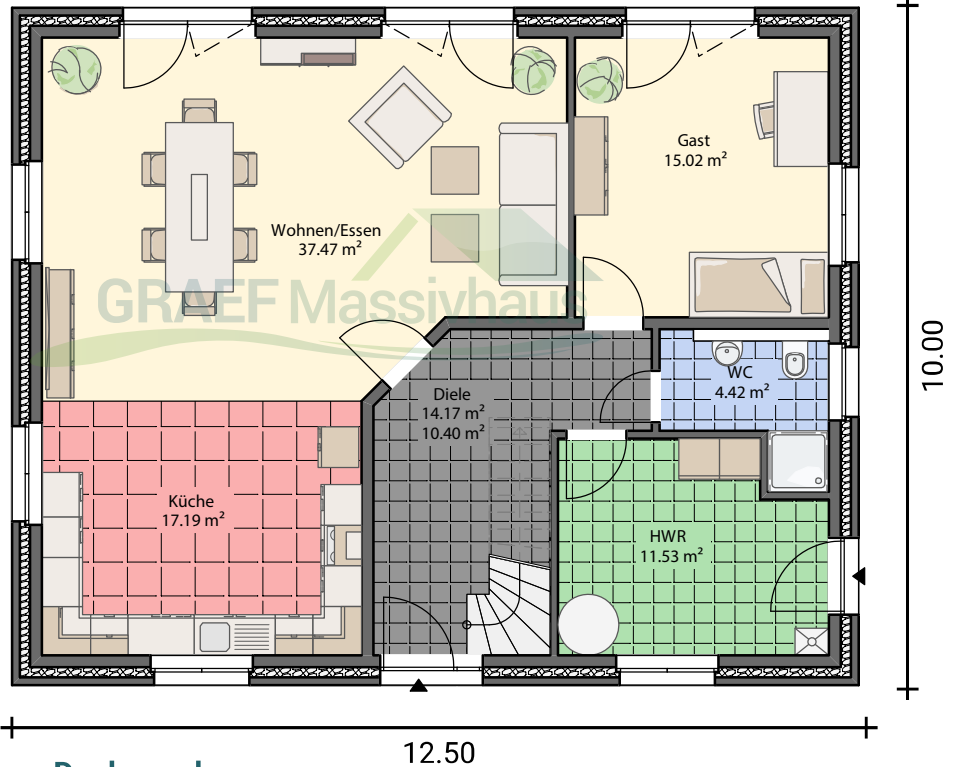 Gast
15.02 m²
Wohnen/Essen
37.47 m²
GRAEF Massivhaus
WC
4.42 m²
Diele
14.17 m²
10.40 m²
10.00
Küche
17.19 m²
HWR
11.53 m²
12.50